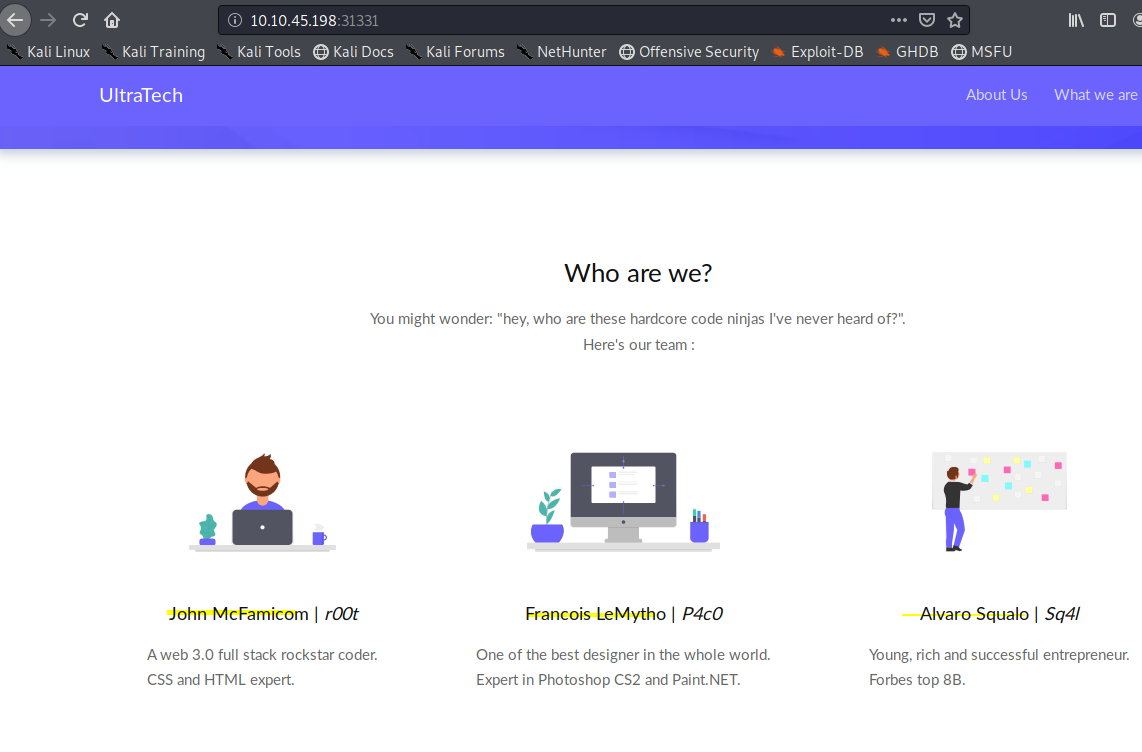 10.10.45.198:31331
Kali Linux Kali Training Kali Tools Kali Docs Kali Forums NetHunter Offensive Security Exploit-DB GHDB MSFU
UltraTech About Us What we are
Who are we?
You might wonder: "hey, who are these hardcore code ninjas I've never heard of?".
Here's our team :
John McFamicom | r00t
A web 3.0 full stack rockstar coder.
CSS and HTML expert.
Francois LeMytho | P4c0
One of the best designer in the whole world.
Expert in Photoshop CS2 and Paint.NET.
Alvaro Squalo | Sq4l
Young, rich and successful entrepreneur.
Forbes top 8B.